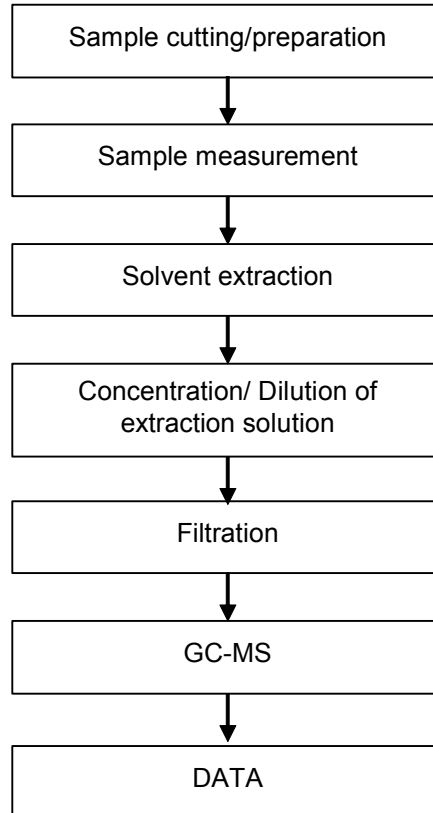 Sample cutting/preparation
Sample measurement
Solvent extraction
Concentration/ Dilution of
extraction solution
Filtration
GC-MS
DATA